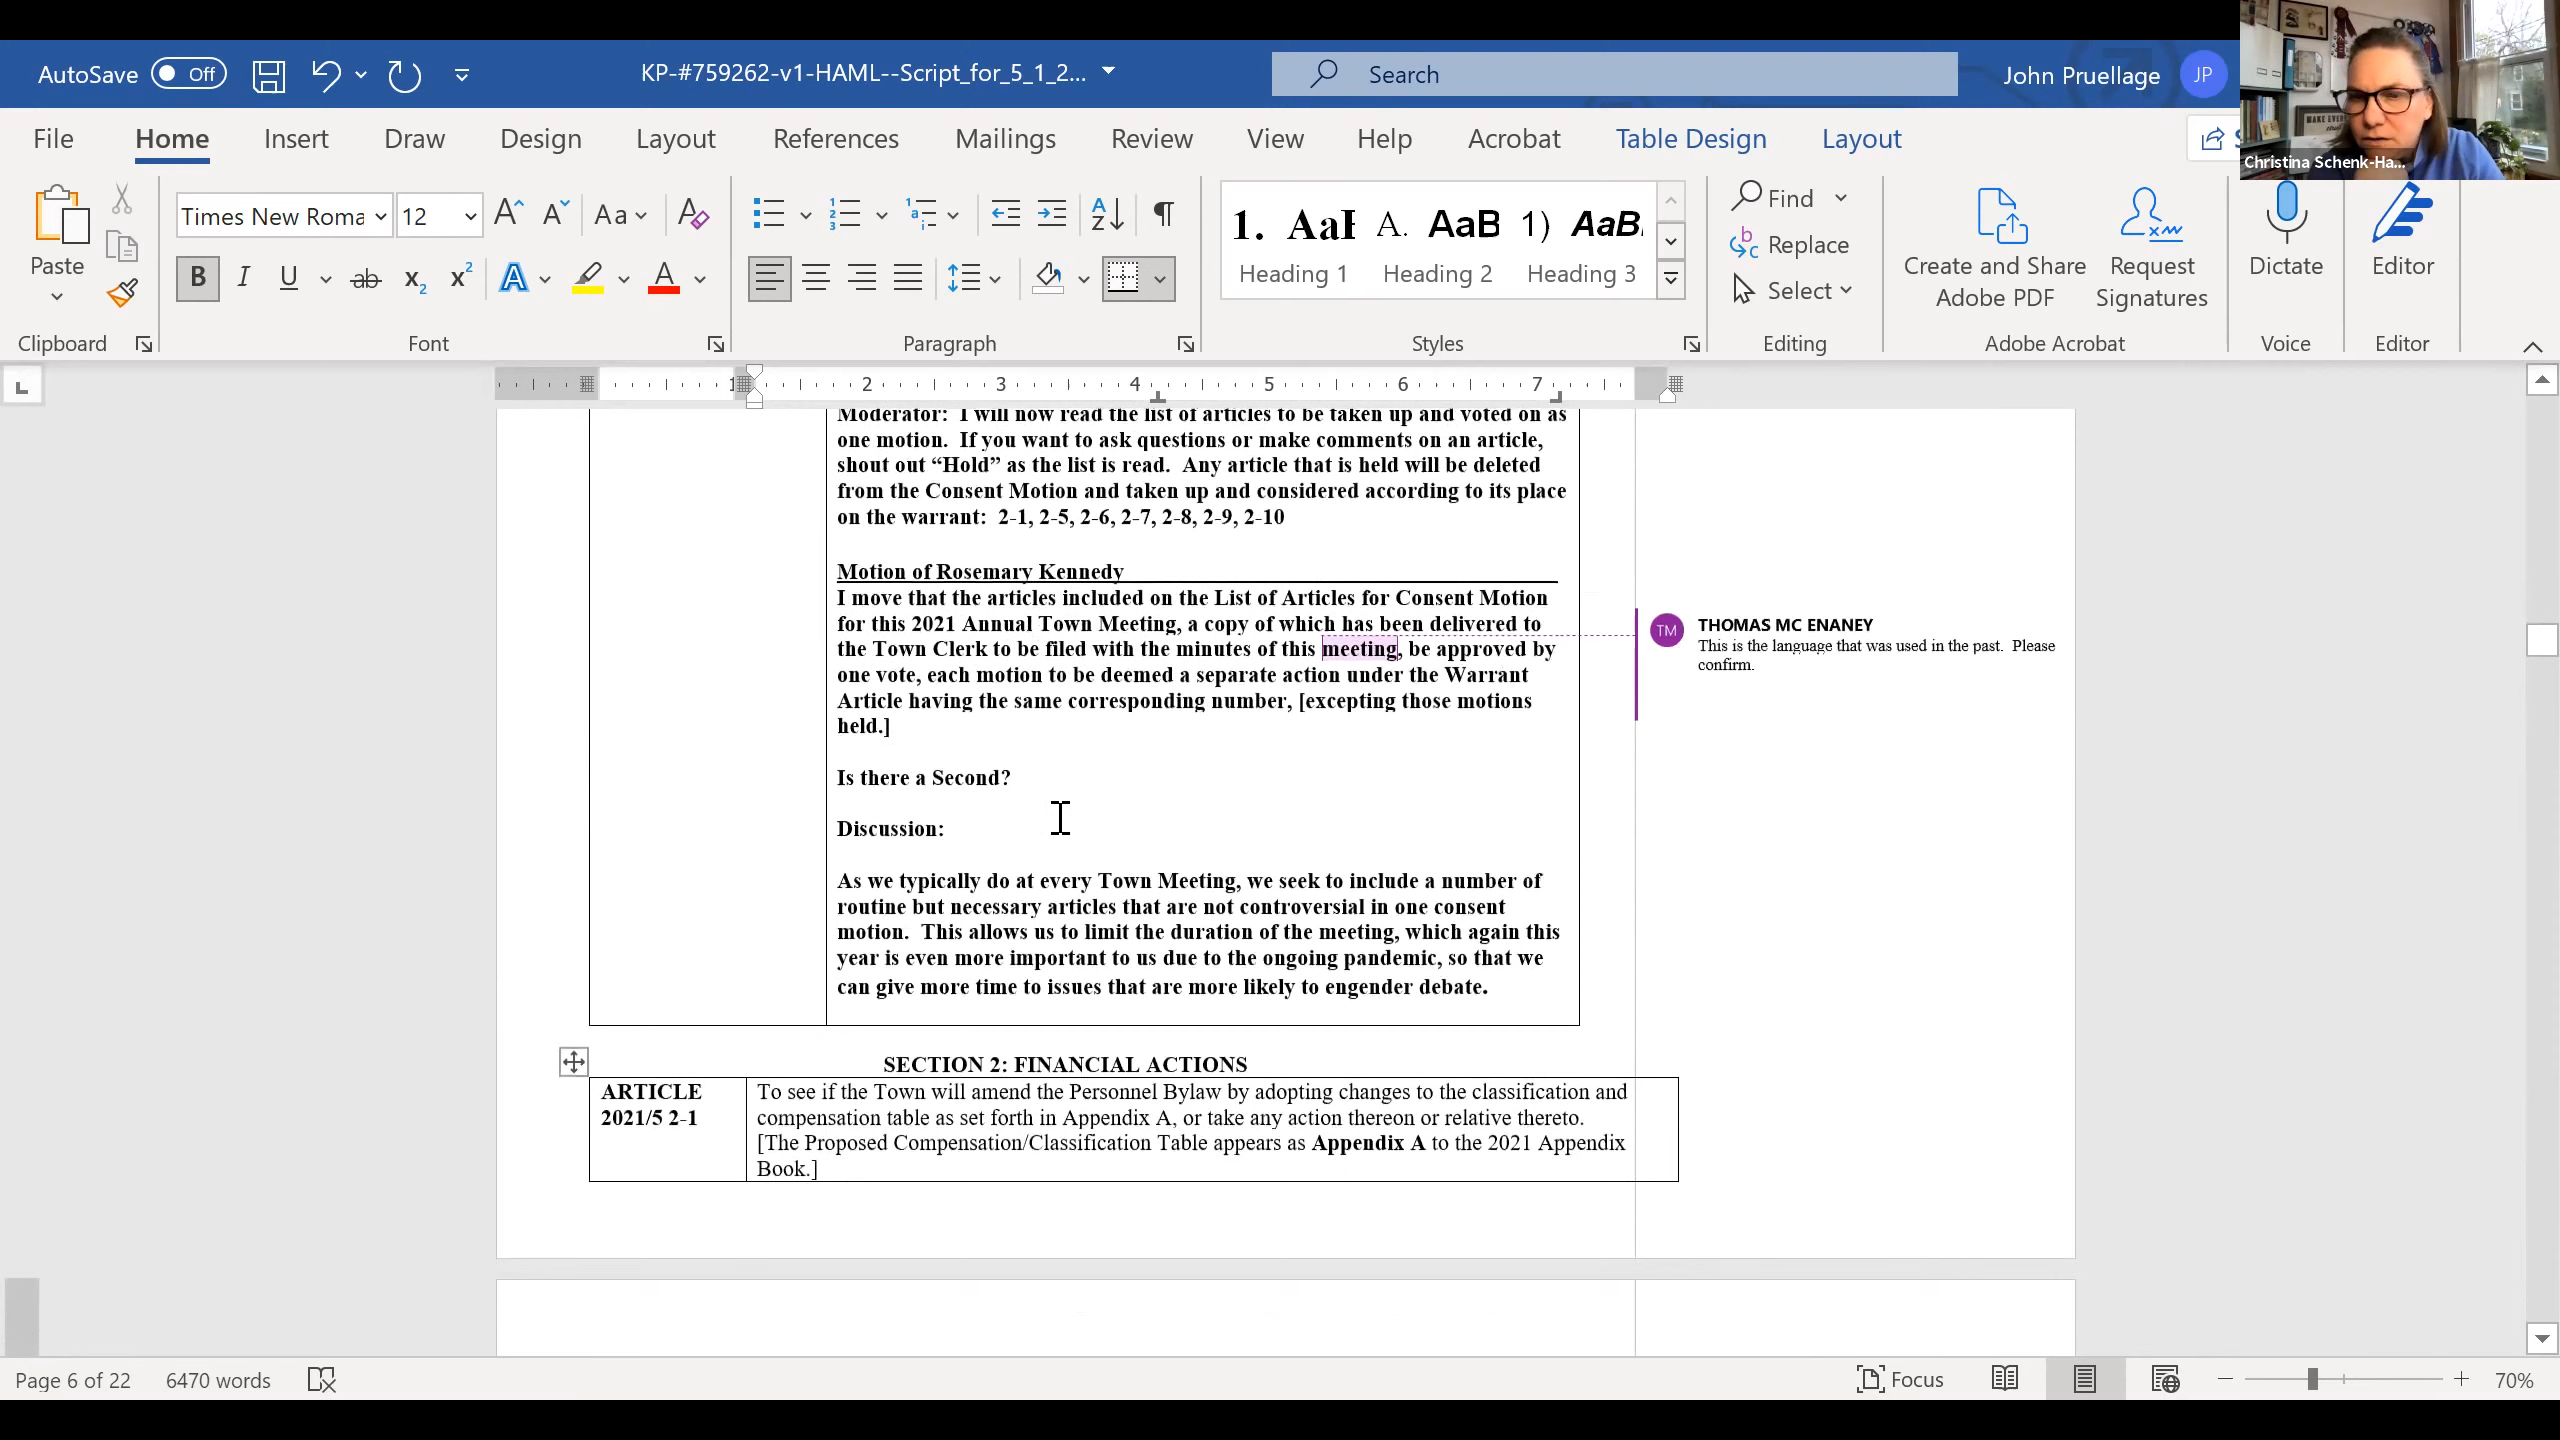 AutoSave Off KP-#759262-v1-HAML--Script_for_5_1_2... Search John Pruellage JP
File Home Insert Draw Design Layout References Mailings Review View Help Acrobat Table Design Layout
Christina Schenk-Ha...
Paste
Times New Roma 12
1. AaI A. AaB 1) AaB
Heading 1 Heading 2 Heading 3
Find
Replace
Select
Create and Share
Adobe PDF
Request
Signatures
Dictate
Editor
Clipboard Font Paragraph Styles Editing Adobe Acrobat Voice Editor
1 2 3 4 5 6 7
Moderator: I will now read the list of articles to be taken up and voted on as
one motion. If you want to ask questions or make comments on an article,
shout out “Hold” as the list is read. Any article that is held will be deleted
from the Consent Motion and taken up and considered according to its place
on the warrant: 2-1, 2-5, 2-6, 2-7, 2-8, 2-9, 2-10
Motion of Rosemary Kennedy
I move that the articles included on the List of Articles for Consent Motion
for this 2021 Annual Town Meeting, a copy of which has been delivered to
the Town Clerk to be filed with the minutes of this meeting, be approved by
one vote, each motion to be deemed a separate action under the Warrant
Article having the same corresponding number, [excepting those motions
held.]
Is there a Second?
Discussion:
As we typically do at every Town Meeting, we seek to include a number of
routine but necessary articles that are not controversial in one consent
motion. This allows us to limit the duration of the meeting, which again this
year is even more important to us due to the ongoing pandemic, so that we
can give more time to issues that are more likely to engender debate.
TM THOMAS MC ENANEY
This is the language that was used in the past. Please
confirm.
SECTION 2: FINANCIAL ACTIONS
ARTICLE
2021/5 2-1
To see if the Town will amend the Personnel Bylaw by adopting changes to the classification and
compensation table as set forth in Appendix A, or take any action thereon or relative thereto.
[The Proposed Compensation/Classification Table appears as Appendix A to the 2021 Appendix
Book.]
Page 6 of 22 6470 words Focus 70%